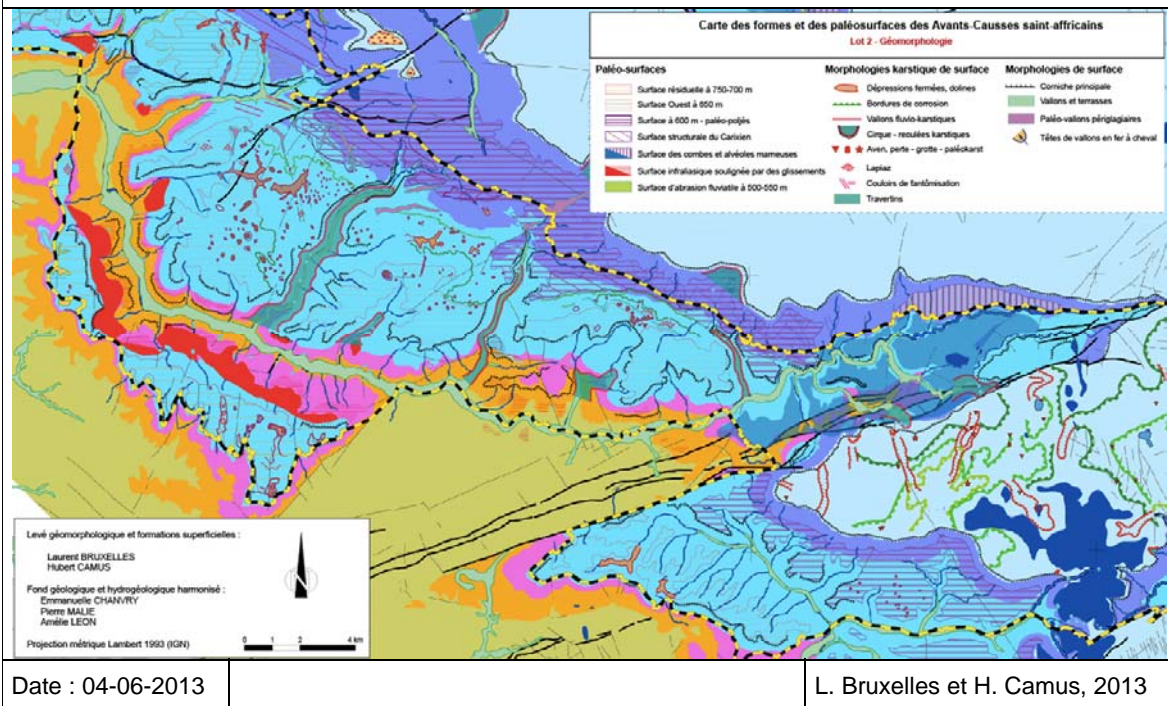 Carte des formes et des paléosurfaces des Avants-Causses saint-affricains
Lot 2 - Géomorphologie
Paléo-surfaces
Surface résiduelle à 750-700 m
Surface Ouest à 650 m
Surface à 600 m - paléo-poljés
Surface structurale du Carixien
Surface des combes et alvéoles marneuses
Surface infraliasique soulignée par des glissements
Surface d'abrasion fluviatile à 500-550 m
Morphologies karstique de surface
Dépressions fermées, dolines
Bordures de corrosion
Vallons fluvio-karstiques
Cirque - reculées karstiques
Aven, perte - grotte - paléokarst
Lapiaz
Couloirs de fantômisation
Travertins
Morphologies de surface
Corniche principale
Vallons et terrasses
Paléo-vallons périglagiaires
Têtes de vallons en fer à cheval
Levé géomorphologique et formations superficielles :
Laurent BRUXELLES
Hubert CAMUS
Fond géologique et hydrogéologique harmonisé :
Emmanuelle CHANVRY
Pierre MALIE
Amélie LEON
Projection métrique Lambert 1993 (IGN)
N
0 1 2 4 km
Date : 04-06-2013
L. Bruxelles et H. Camus, 2013